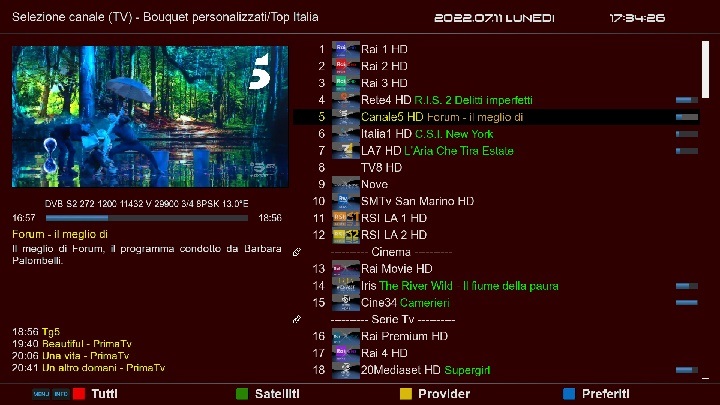 Selezione canale (TV) - Bouquet personalizzati/Top Italia
2022.07.11 LUNEDI
17:34:26
DVB-S2 272 1200 11432 V 29900 3/4 8PSK 13.0°E
16:57 18:56
Forum - il meglio di
Il meglio di Forum, il programma condotto da Barbara
Palombelli.
18:56 Tg5
19:40 Beautiful - PrimaTv
20:06 Una vita - PrimaTv
20:41 Un altro domani - PrimaTv
1 Rai 1 HD
2 Rai 2 HD
3 Rai 3 HD
4 Rete4 HD R.I.S. 2 Delitti imperfetti
5 Canale5 HD Forum - il meglio di
6 Italia1 HD C.S.I. New York
7 LA7 HD L'Aria Che Tira Estate
8 TV8 HD
9 Nove
10 SMTv San Marino HD
11 RSI LA 1 HD
12 RSI LA 2 HD
---------- Cinema ----------
13 Rai Movie HD
14 Iris The River Wild - Il fiume della paura
15 Cine34 Camerieri
---------- Serie Tv ----------
16 Rai Premium HD
17 Rai 4 HD
18 20Mediaset HD Supergirl
MENU INFO Tutti Satelliti Provider Preferiti